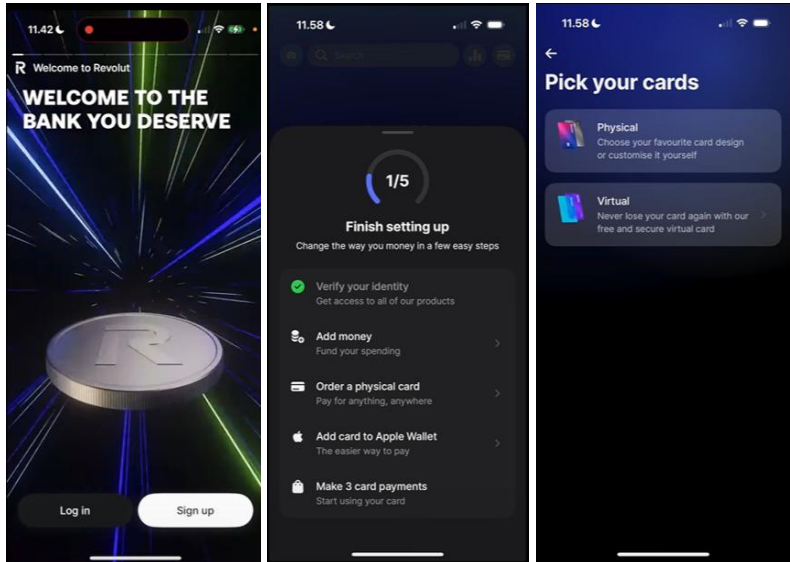 11.42
Welcome to Revolut
WELCOME TO THE
BANK YOU DESERVE
R
Log in
Sign up
11.58
Search
1/5
Finish setting up
Change the way you money in a few easy steps
Verify your identity
Get access to all of our products
Add money
Fund your spending
Order a physical card
Pay for anything, anywhere
Add card to Apple Wallet
The easier way to pay
Make 3 card payments
Start using your card
11.58
Pick your cards
Physical
Choose your favourite card design
or customise it yourself
Virtual
Never lose your card again with our
free and secure virtual card